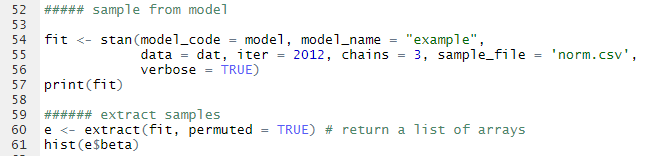 52 ##### sample from model
53
54 fit <- stan(model_code = model, model_name = "example",
55 data = dat, iter = 2012, chains = 3, sample_file = 'norm.csv',
56 verbose = TRUE)
57 print(fit)
58
59 ###### extract samples
60 e <- extract(fit, permuted = TRUE) # return a list of arrays
61 hist(e$beta)